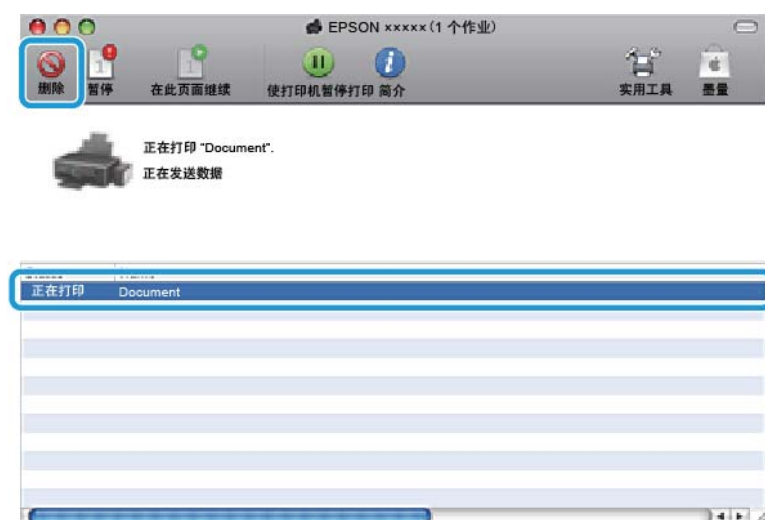 EPSON ×××××(1 个作业)
删除 暂停 在此页面继续 使打印机暂停打印 简介 实用工具 墨量
正在打印 “Document”.
正在发送数据
正在打印 Document